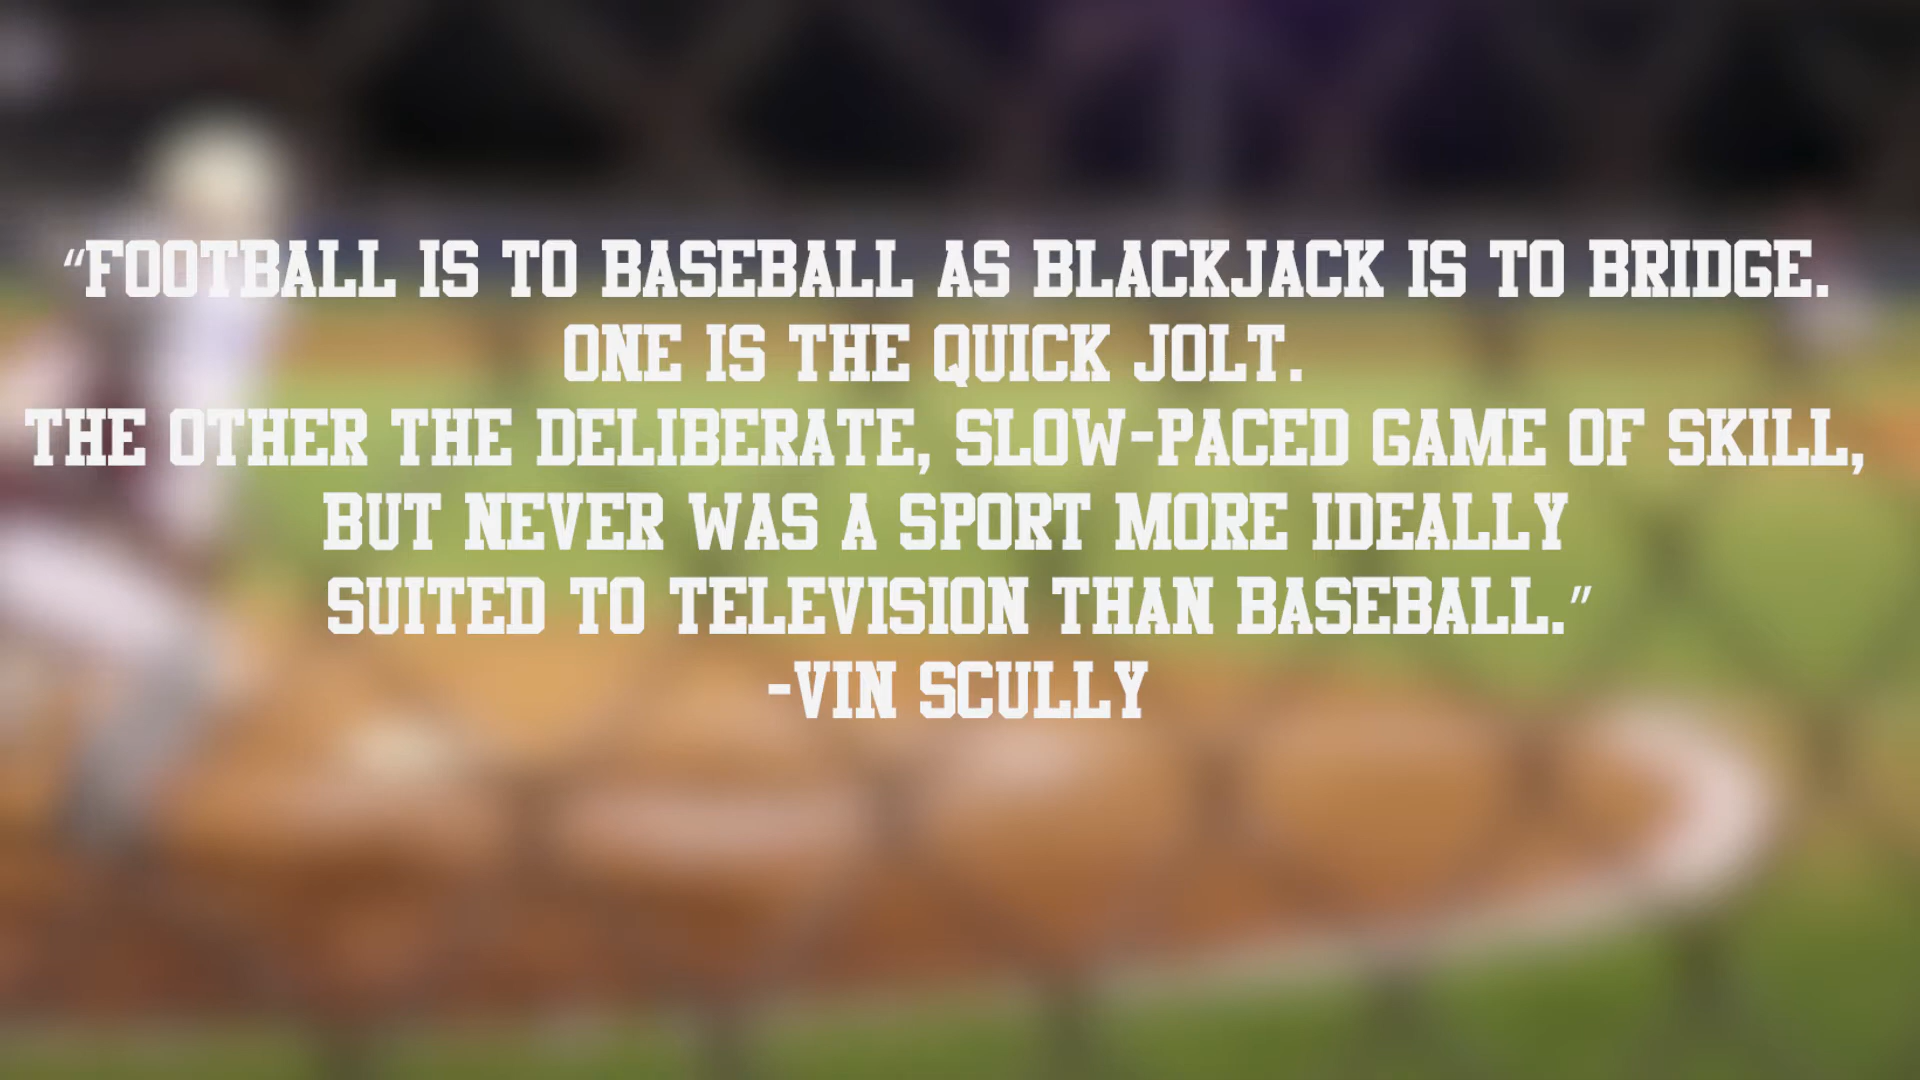 “FOOTBALL IS TO BASEBALL AS BLACKJACK IS TO BRIDGE.
ONE IS THE QUICK JOLT.
THE OTHER THE DELIBERATE, SLOW-PACED GAME OF SKILL,
BUT NEVER WAS A SPORT MORE IDEALLY
SUITED TO TELEVISION THAN BASEBALL.”
-VIN SCULLY